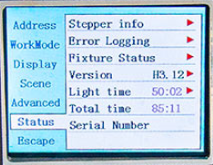 Address
WorkMode
Display
Scene
Advanced
Status
Escape
Stepper info
Error Logging
Fixture Status
Version H3.12
Light time 50:02
Total time 85:11
Serial Number